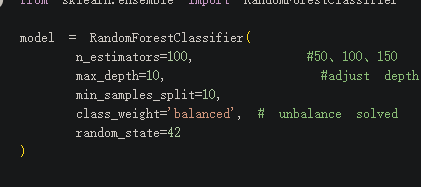 from sklearn.ensemble import RandomForestClassifier
model = RandomForestClassifier(
n_estimators=100, #50、100、150
max_depth=10, #adjust depth
min_samples_split=10,
class_weight='balanced', # unbalance solved
random_state=42
)